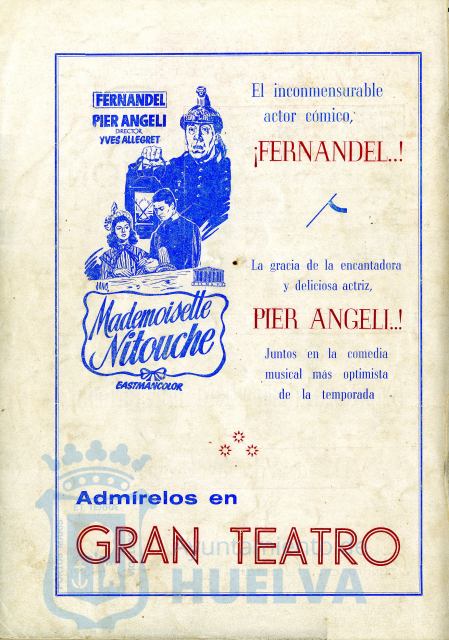 FERNANDEL
PIER ANGELI
DIRECTOR
YVES ALLEGRET
Mademoiselle
Nitouche
EASTMANCOLOR
El inconmensurable
actor cómico,
¡FERNANDEL..!
La gracia de la encantadora
y deliciosa actriz,
PIER ANGELI..!
Juntos en la comedia
musical más optimista
de la temporada
Admírelos en
GRAN TEATRO
Ayuntamiento de
HUELVA